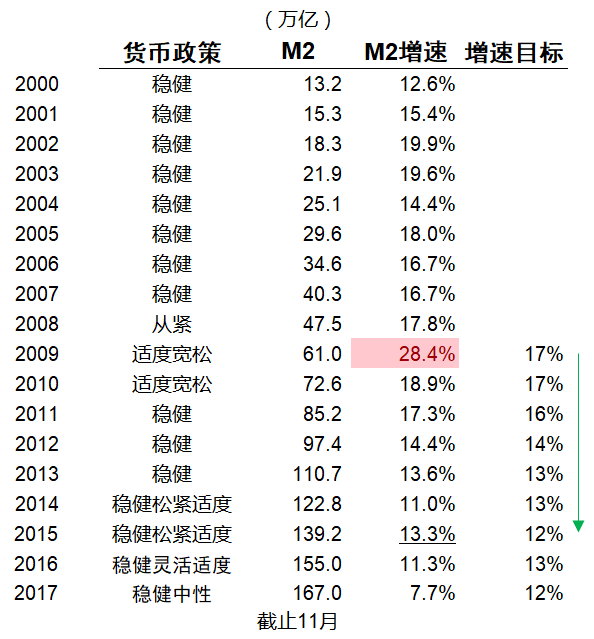 （万亿）
货币政策 M2 M2增速 增速目标
2000 稳健 13.2 12.6%
2001 稳健 15.3 15.4%
2002 稳健 18.3 19.9%
2003 稳健 21.9 19.6%
2004 稳健 25.1 14.4%
2005 稳健 29.6 18.0%
2006 稳健 34.6 16.7%
2007 稳健 40.3 16.7%
2008 从紧 47.5 17.8%
2009 适度宽松 61.0 28.4% 17%
2010 适度宽松 72.6 18.9% 17%
2011 稳健 85.2 17.3% 16%
2012 稳健 97.4 14.4% 14%
2013 稳健 110.7 13.6% 13%
2014 稳健松紧适度 122.8 11.0% 13%
2015 稳健松紧适度 139.2 13.3% 12%
2016 稳健灵活适度 155.0 11.3% 13%
2017 稳健中性 167.0 7.7% 12%
截止11月